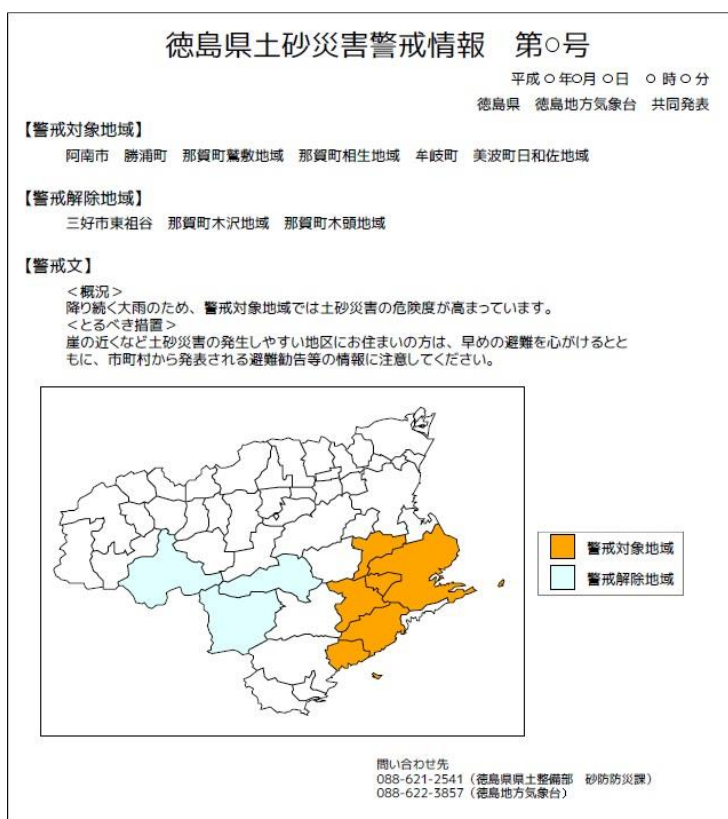 徳島県土砂災害警戒情報　第○号
平成○年○月○日　○時○分
徳島県　徳島地方気象台　共同発表
【警戒対象地域】
阿南市　勝浦町　那賀町鷲敷地域　那賀町相生地域　牟岐町　美波町日和佐地域
【警戒解除地域】
三好市東祖谷　那賀町木沢地域　那賀町木頭地域
【警戒文】
＜概況＞
降り続く大雨のため、警戒対象地域では土砂災害の危険度が高まっています。
＜とるべき措置＞
崖の近くなど土砂災害の発生しやすい地区にお住まいの方は、早めの避難を心がけるとと
もに、市町村から発表される避難勧告等の情報に注意してください。
警戒対象地域
警戒解除地域
問い合わせ先
088-621-2541（徳島県県土整備部　砂防防災課）
088-622-3857（徳島地方気象台）